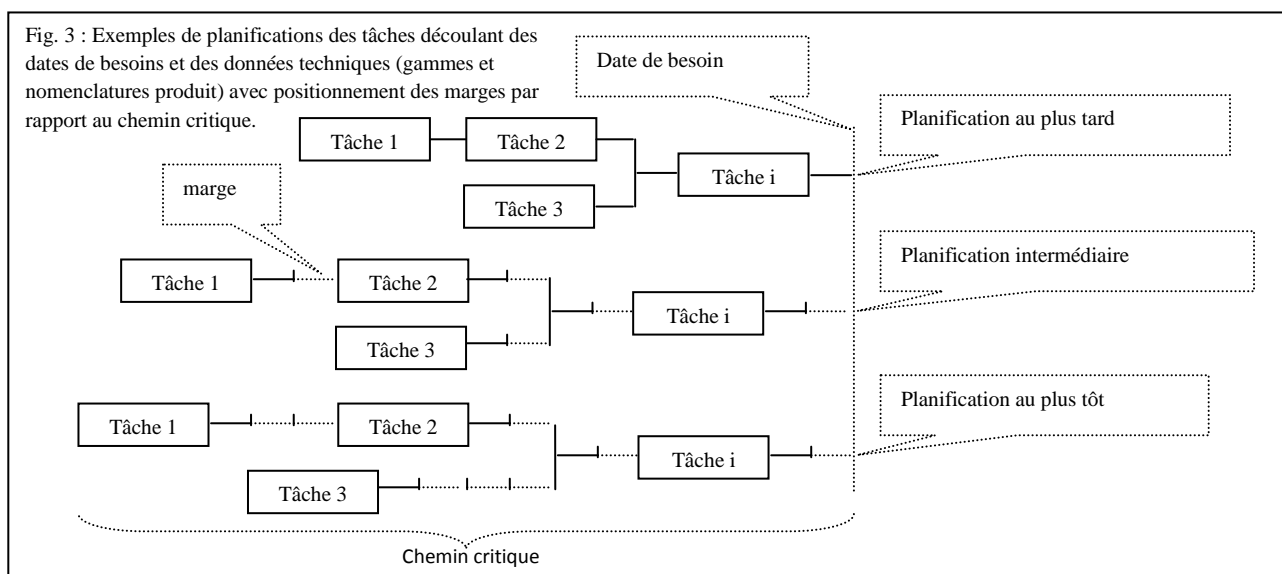 Fig. 3 : Exemples de planifications des tâches découlant des
dates de besoins et des données techniques (gammes et
nomenclatures produit) avec positionnement des marges par
rapport au chemin critique.
Date de besoin
Planification au plus tard
Tâche 1
Tâche 2
Tâche i
Tâche 3
marge
Planification intermédiaire
Tâche 1
Tâche 2
Tâche i
Tâche 3
Planification au plus tôt
Tâche 1
Tâche 2
Tâche i
Tâche 3
Chemin critique